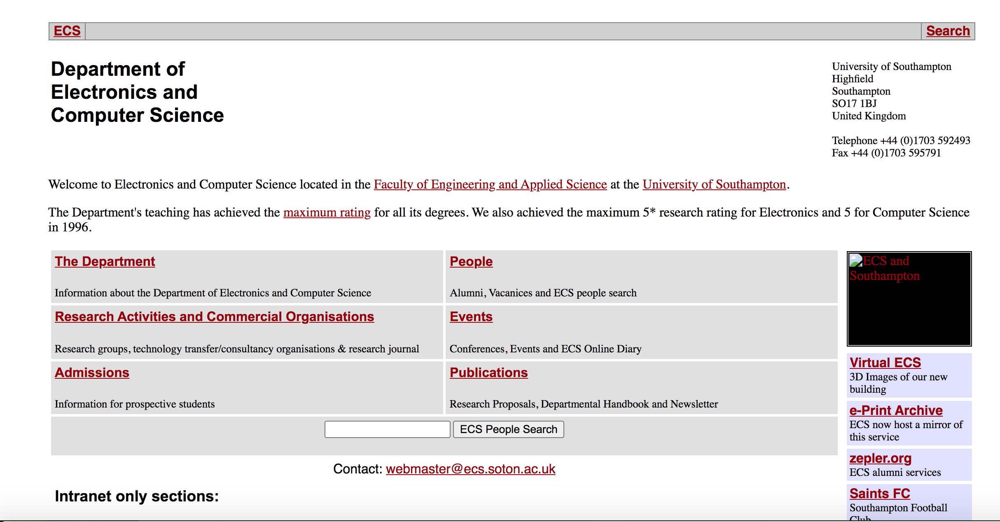 ECS
Search
Department of
Electronics and
Computer Science
University of Southampton
Highfield
Southampton
SO17 1BJ
United Kingdom
Telephone +44 (0)1703 592493
Fax +44 (0)1703 595791
Welcome to Electronics and Computer Science located in the Faculty of Engineering and Applied Science at the University of Southampton.
The Department's teaching has achieved the maximum rating for all its degrees. We also achieved the maximum 5* research rating for Electronics and 5 for Computer Science
in 1996.
The Department
Information about the Department of Electronics and Computer Science
People
Alumni, Vacanices and ECS people search
Research Activities and Commercial Organisations
Research groups, technology transfer/consultancy organisations & research journal
Events
Conferences, Events and ECS Online Diary
Admissions
Information for prospective students
Publications
Research Proposals, Departmental Handbook and Newsletter
ECS People Search
Contact: webmaster@ecs.soton.ac.uk
Intranet only sections:
ECS and
Southampton
Virtual ECS
3D Images of our new
building
e-Print Archive
ECS now host a mirror of
this service
zepler.org
ECS alumni services
Saints FC
Southampton Football
Club